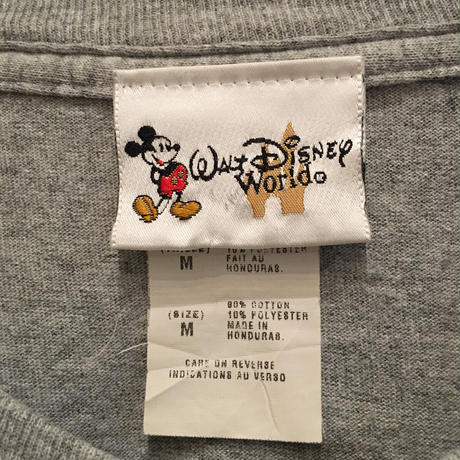 WALT DISNEY
World®
10% POLYESTER
FAIT AU
M HONDURAS.
(SIZE) 90% COTTON
M 10% POLYESTER
MADE IN
HONDURAS.
CARE ON REVERSE
INDICATIONS AU VERSO